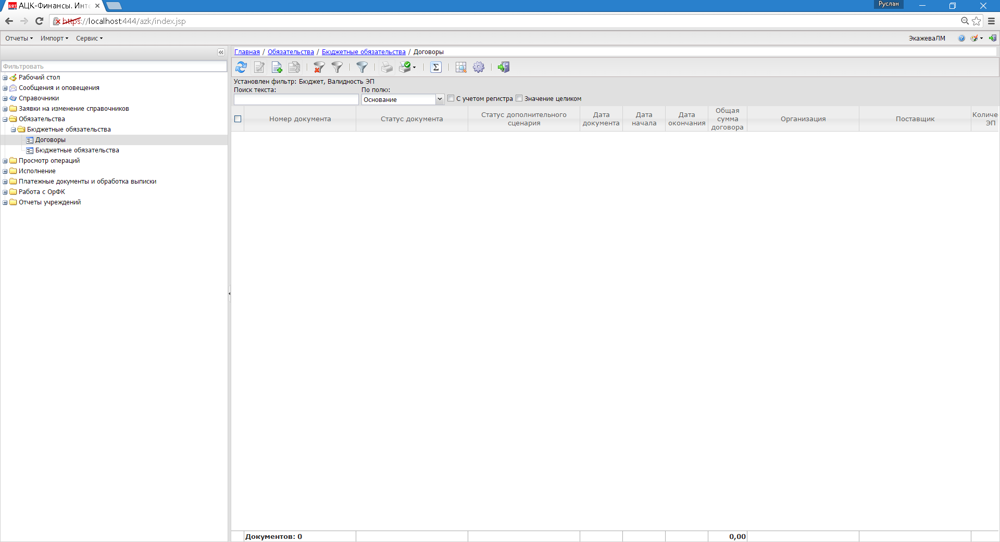 БФТ АЦК-Финансы. Инте
Руслан
https://localhost:444/azk/index.jsp
Отчеты Импорт Сервис ЭкажеваЛМ
Главная / Обязательства / Бюджетные обязательства / Договоры
Фильтровать
Рабочий стол
Сообщения и оповещения
Справочники
Заявки на изменение справочников
Обязательства
Бюджетные обязательства
Договоры
Бюджетные обязательства
Просмотр операций
Исполнение
Платежные документы и обработка выписки
Работа с ОрФК
Отчеты учреждений
Установлен фильтр: Бюджет, Валидность ЭП
Поиск текста: По полю:
Основание С учетом регистра Значение целиком
Номер документа
Статус документа
Статус дополнительного
сценария
Дата
документа
Дата
начала
Дата
окончания
Общая
сумма
договора
Организация
Поставщик
Количе
ЭП
Документов: 0 0,00